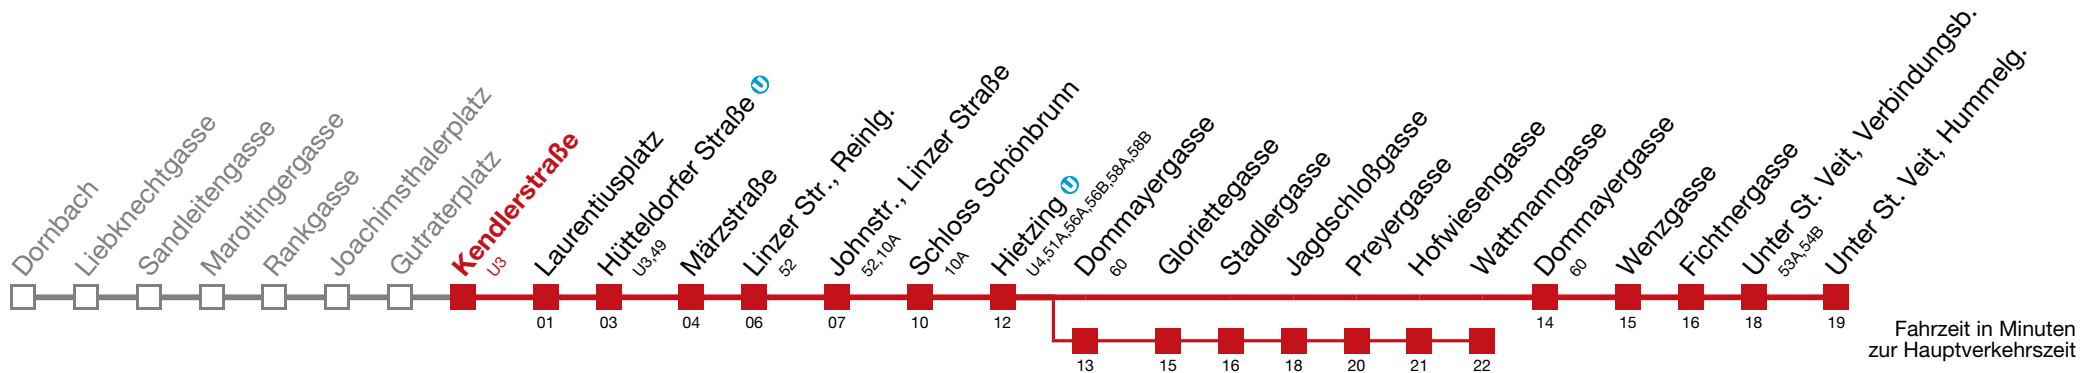 Dornbach
Liebknechtgasse
Sandleitengasse
Maroltingergasse
Rankgasse
Joachimsthalerplatz
Gutraterplatz
Kendlerstraße
U3
Laurentiusplatz
Hütteldorfer Straße U
U3,49
Märzstraße
Linzer Str., Reinlg.
52
Johnstr., Linzer Straße
52,10A
Schloss Schönbrunn
10A
Hietzing U
U4,51A,56A,56B,58A,58B
Dommayergasse
60
Gloriettegasse
Stadlergasse
Jagdschloßgasse
Preyergasse
Hofwiesengasse
Wattmanngasse
Dommayergasse
60
Wenzgasse
Fichtnergasse
Unter St. Veit, Verbindungsb.
53A,54B
Unter St. Veit, Hummelg.
01 03 04 06 07 10 12 14 15 16 18 19
13 15 16 18 20 21 22
Fahrzeit in Minuten
zur Hauptverkehrszeit